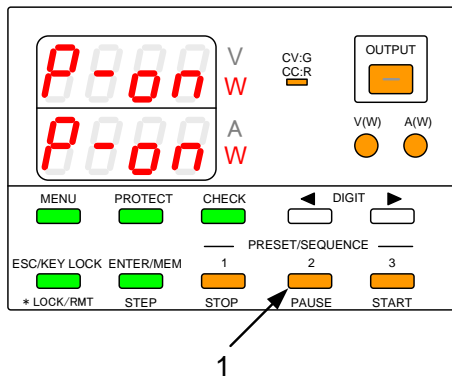 P-on V W
P-on A W
CV:G
CC:R
OUTPUT
V(W) A(W)
MENU PROTECT CHECK ◄ DIGIT ►
PRESET/SEQUENCE
ESC/KEY LOCK ENTER/MEM 1 2 3
* LOCK/RMT STEP STOP PAUSE START
1